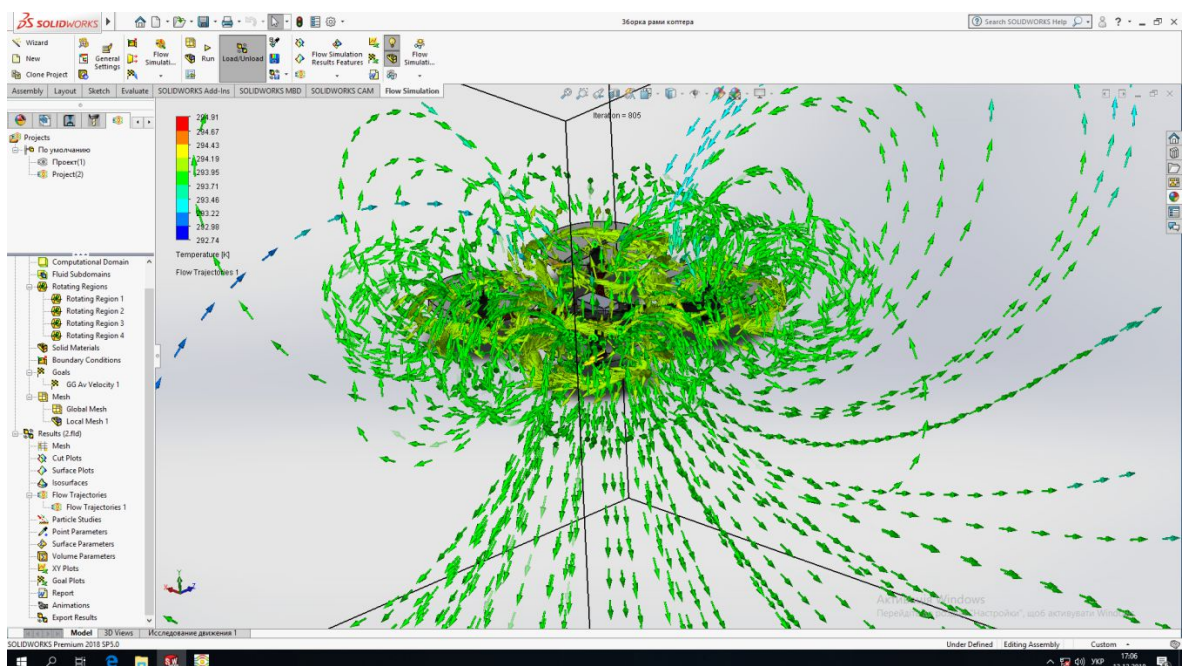 SOLIDWORKS
Зборка рами коптера
Search SOLIDWORKS Help
Wizard
New
Clone Project
General Settings
Flow Simulati...
Run
Load/Unload
Flow Simulation Results Features
Flow Simulati...
Assembly Layout Sketch Evaluate SOLIDWORKS Add-Ins SOLIDWORKS MBD SOLIDWORKS CAM Flow Simulation
Projects
По умолчанию
Проект(1)
Project(2)
Computational Domain
Fluid Subdomains
Rotating Regions
Rotating Region 1
Rotating Region 2
Rotating Region 3
Rotating Region 4
Solid Materials
Boundary Conditions
Goals
GG Av Velocity 1
Mesh
Global Mesh
Local Mesh 1
Results (2.fld)
Mesh
Cut Plots
Surface Plots
Isosurfaces
Flow Trajectories
Flow Trajectories 1
Particle Studies
Point Parameters
Surface Parameters
Volume Parameters
XY Plots
Goal Plots
Report
Animations
Export Results
294.91
294.67
294.43
294.19
293.95
293.71
293.46
293.22
292.98
292.74
Temperature [K]
Flow Trajectories 1
Iteration = 805
Windows
"Настройки", щоб активувати
Model 3D Views Исследование движения 1
SOLIDWORKS Premium 2018 SP5.0
Under Defined Editing Assembly Custom
УКР
17:06